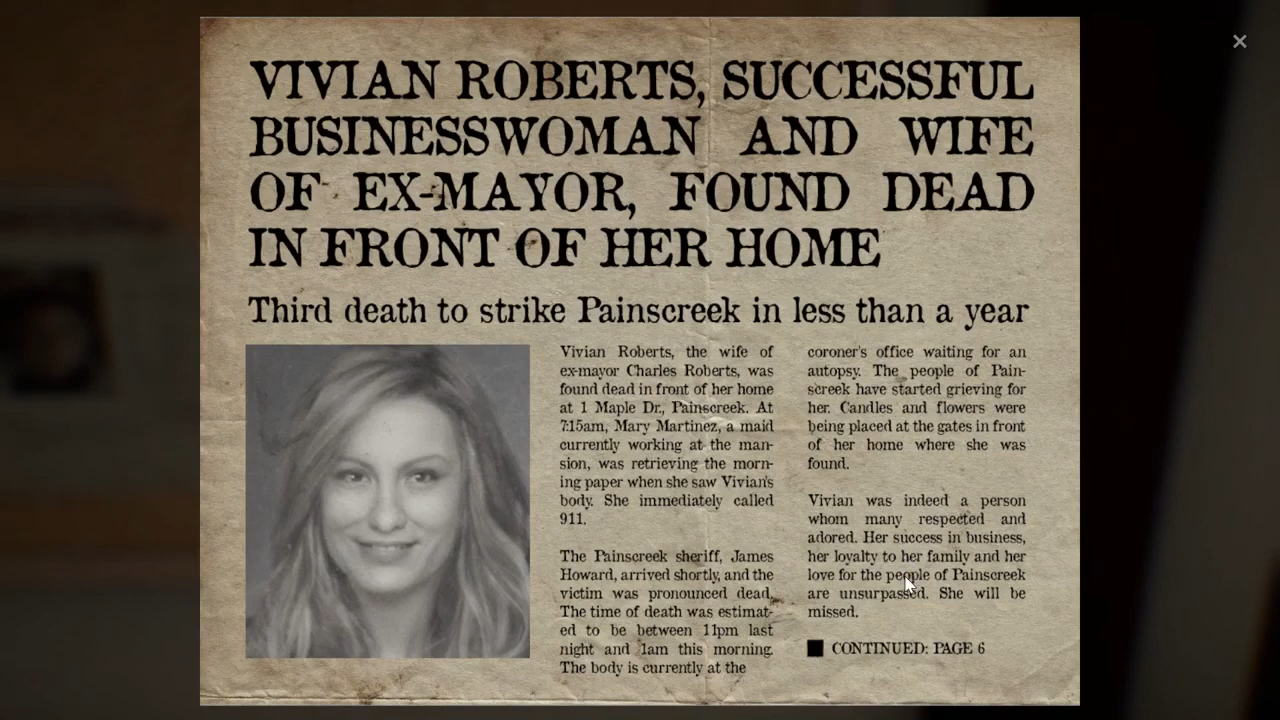 VIVIAN ROBERTS, SUCCESSFUL
BUSINESSWOMAN AND WIFE
OF EX-MAYOR, FOUND DEAD
IN FRONT OF HER HOME
Third death to strike Painscreek in less than a year
Vivian Roberts, the wife of
ex-mayor Charles Roberts, was
found dead in front of her home
at 1 Maple Dr., Painscreek. At
7:15am, Mary Martinez, a maid
currently working at the man-
sion, was retrieving the morn-
ing paper when she saw Vivian's
body. She immediately called
911.
The Painscreek sheriff, James
Howard, arrived shortly, and the
victim was pronounced dead.
The time of death was estimat-
ed to be between 11pm last
night and 1am this morning.
The body is currently at the
coroner's office waiting for an
autopsy. The people of Pain-
screek have started grieving for
her. Candles and flowers were
being placed at the gates in front
of her home where she was
found.
Vivian was indeed a person
whom many respected and
adored. Her success in business,
her loyalty to her family and her
love for the people of Painscreek
are unsurpassed. She will be
missed.
CONTINUED: PAGE 6